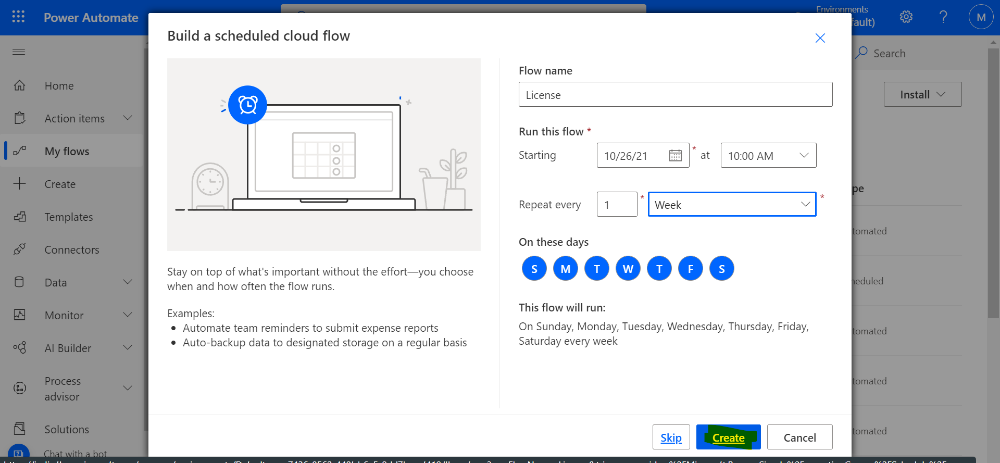 Power Automate
Environments
fault)
M
Build a scheduled cloud flow
Search
Home
Action items
My flows
Create
Templates
Connectors
Data
Monitor
AI Builder
Process
advisor
Solutions
Chat with a bot
Install
pe
tomated
heduled
tomated
tomated
tomated
Stay on top of what's important without the effort—you choose
when and how often the flow runs.
Examples:
• Automate team reminders to submit expense reports
• Auto-backup data to designated storage on a regular basis
Flow name
License
Run this flow *
Starting 10/26/21 * at 10:00 AM
Repeat every 1 * Week *
On these days
S M T W T F S
This flow will run:
On Sunday, Monday, Tuesday, Wednesday, Thursday, Friday,
Saturday every week
Skip Create Cancel